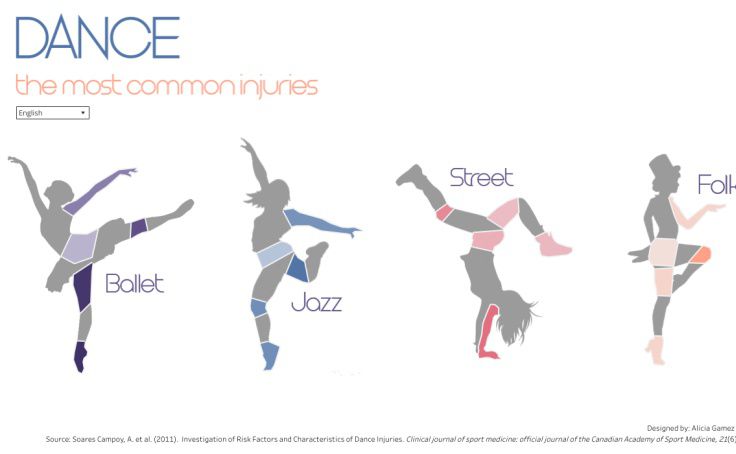 DANCE
the most common injuries
English
Street
Folk
Ballet
Jazz
Designed by: Alicia Gamez
Source: Soares Campoy, A. et al. (2011). Investigation of Risk Factors and Characteristics of Dance Injuries. Clinical journal of sport medicine: official journal of the Canadian Academy of Sport Medicine, 21(6)